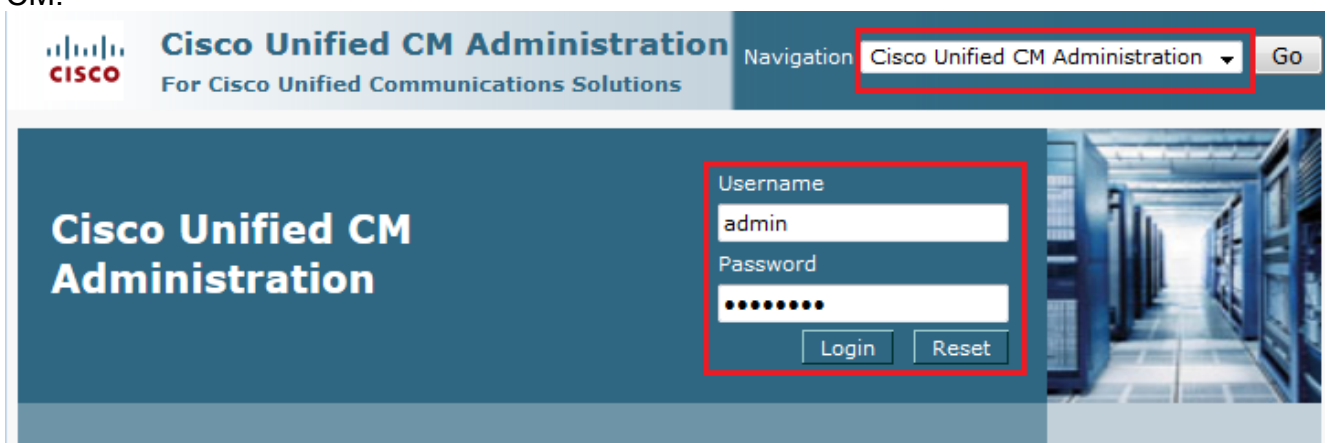 CM.
CISCO
Cisco Unified CM Administration
For Cisco Unified Communications Solutions
Navigation Cisco Unified CM Administration Go
Username
admin
Cisco Unified CM
Administration
Password
••••••••
Login Reset